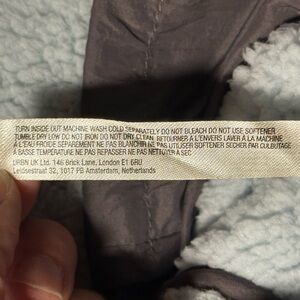 TURN INSIDE OUT MACHINE WASH COLD SEPARATELY DO NOT BLEACH DO NOT USE SOFTENER
TUMBLE DRY LOW DO NOT IRON DO NOT DRY CLEAN. RETOURNER A L'ENVERS LAVER A LA MACHINE
A L'EAU FROIDE SÉPARÉMENT NE PAS BLANCHIR NE PAS UTILISER SOFTENER SECHER PAR CULBUTAGE
A BASSE TEMPÉRATURE NE PAS REPASSER NE PAS NETTOYER A SEC
URBN UK Ltd. 146 Brick Lane, London E1 6RU
Leidsestraat 32, 1017 PB Amsterdam, Netherlands